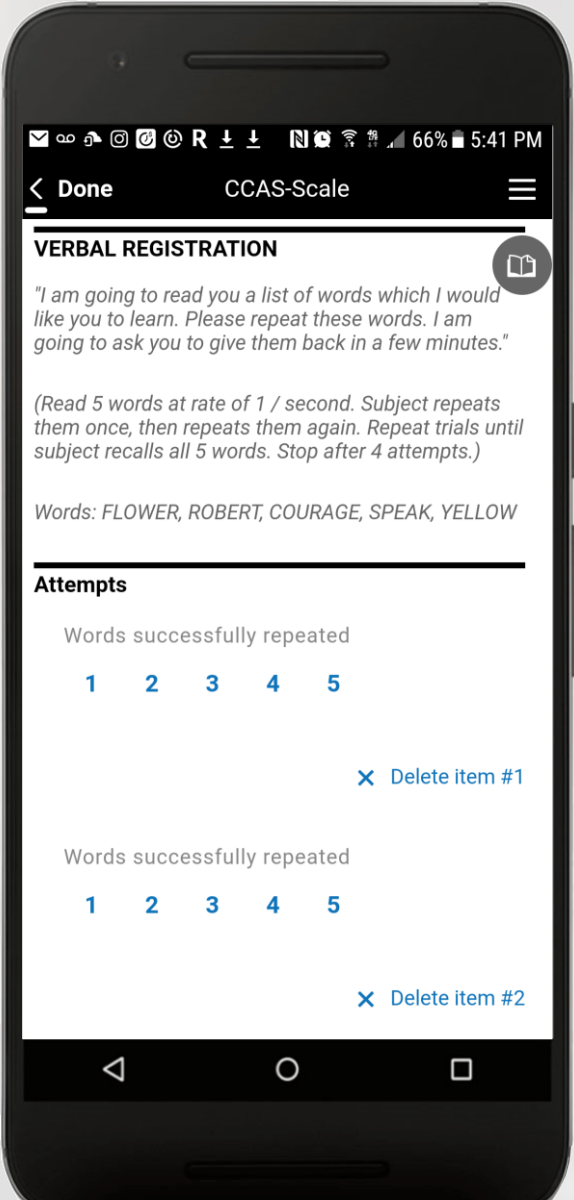 R 66% 5:41 PM
Done CCAS-Scale
VERBAL REGISTRATION
"I am going to read you a list of words which I would
like you to learn. Please repeat these words. I am
going to ask you to give them back in a few minutes."
(Read 5 words at rate of 1 / second. Subject repeats
them once, then repeats them again. Repeat trials until
subject recalls all 5 words. Stop after 4 attempts.)
Words: FLOWER, ROBERT, COURAGE, SPEAK, YELLOW
Attempts
Words successfully repeated
1 2 3 4 5
Delete item #1
Words successfully repeated
1 2 3 4 5
Delete item #2